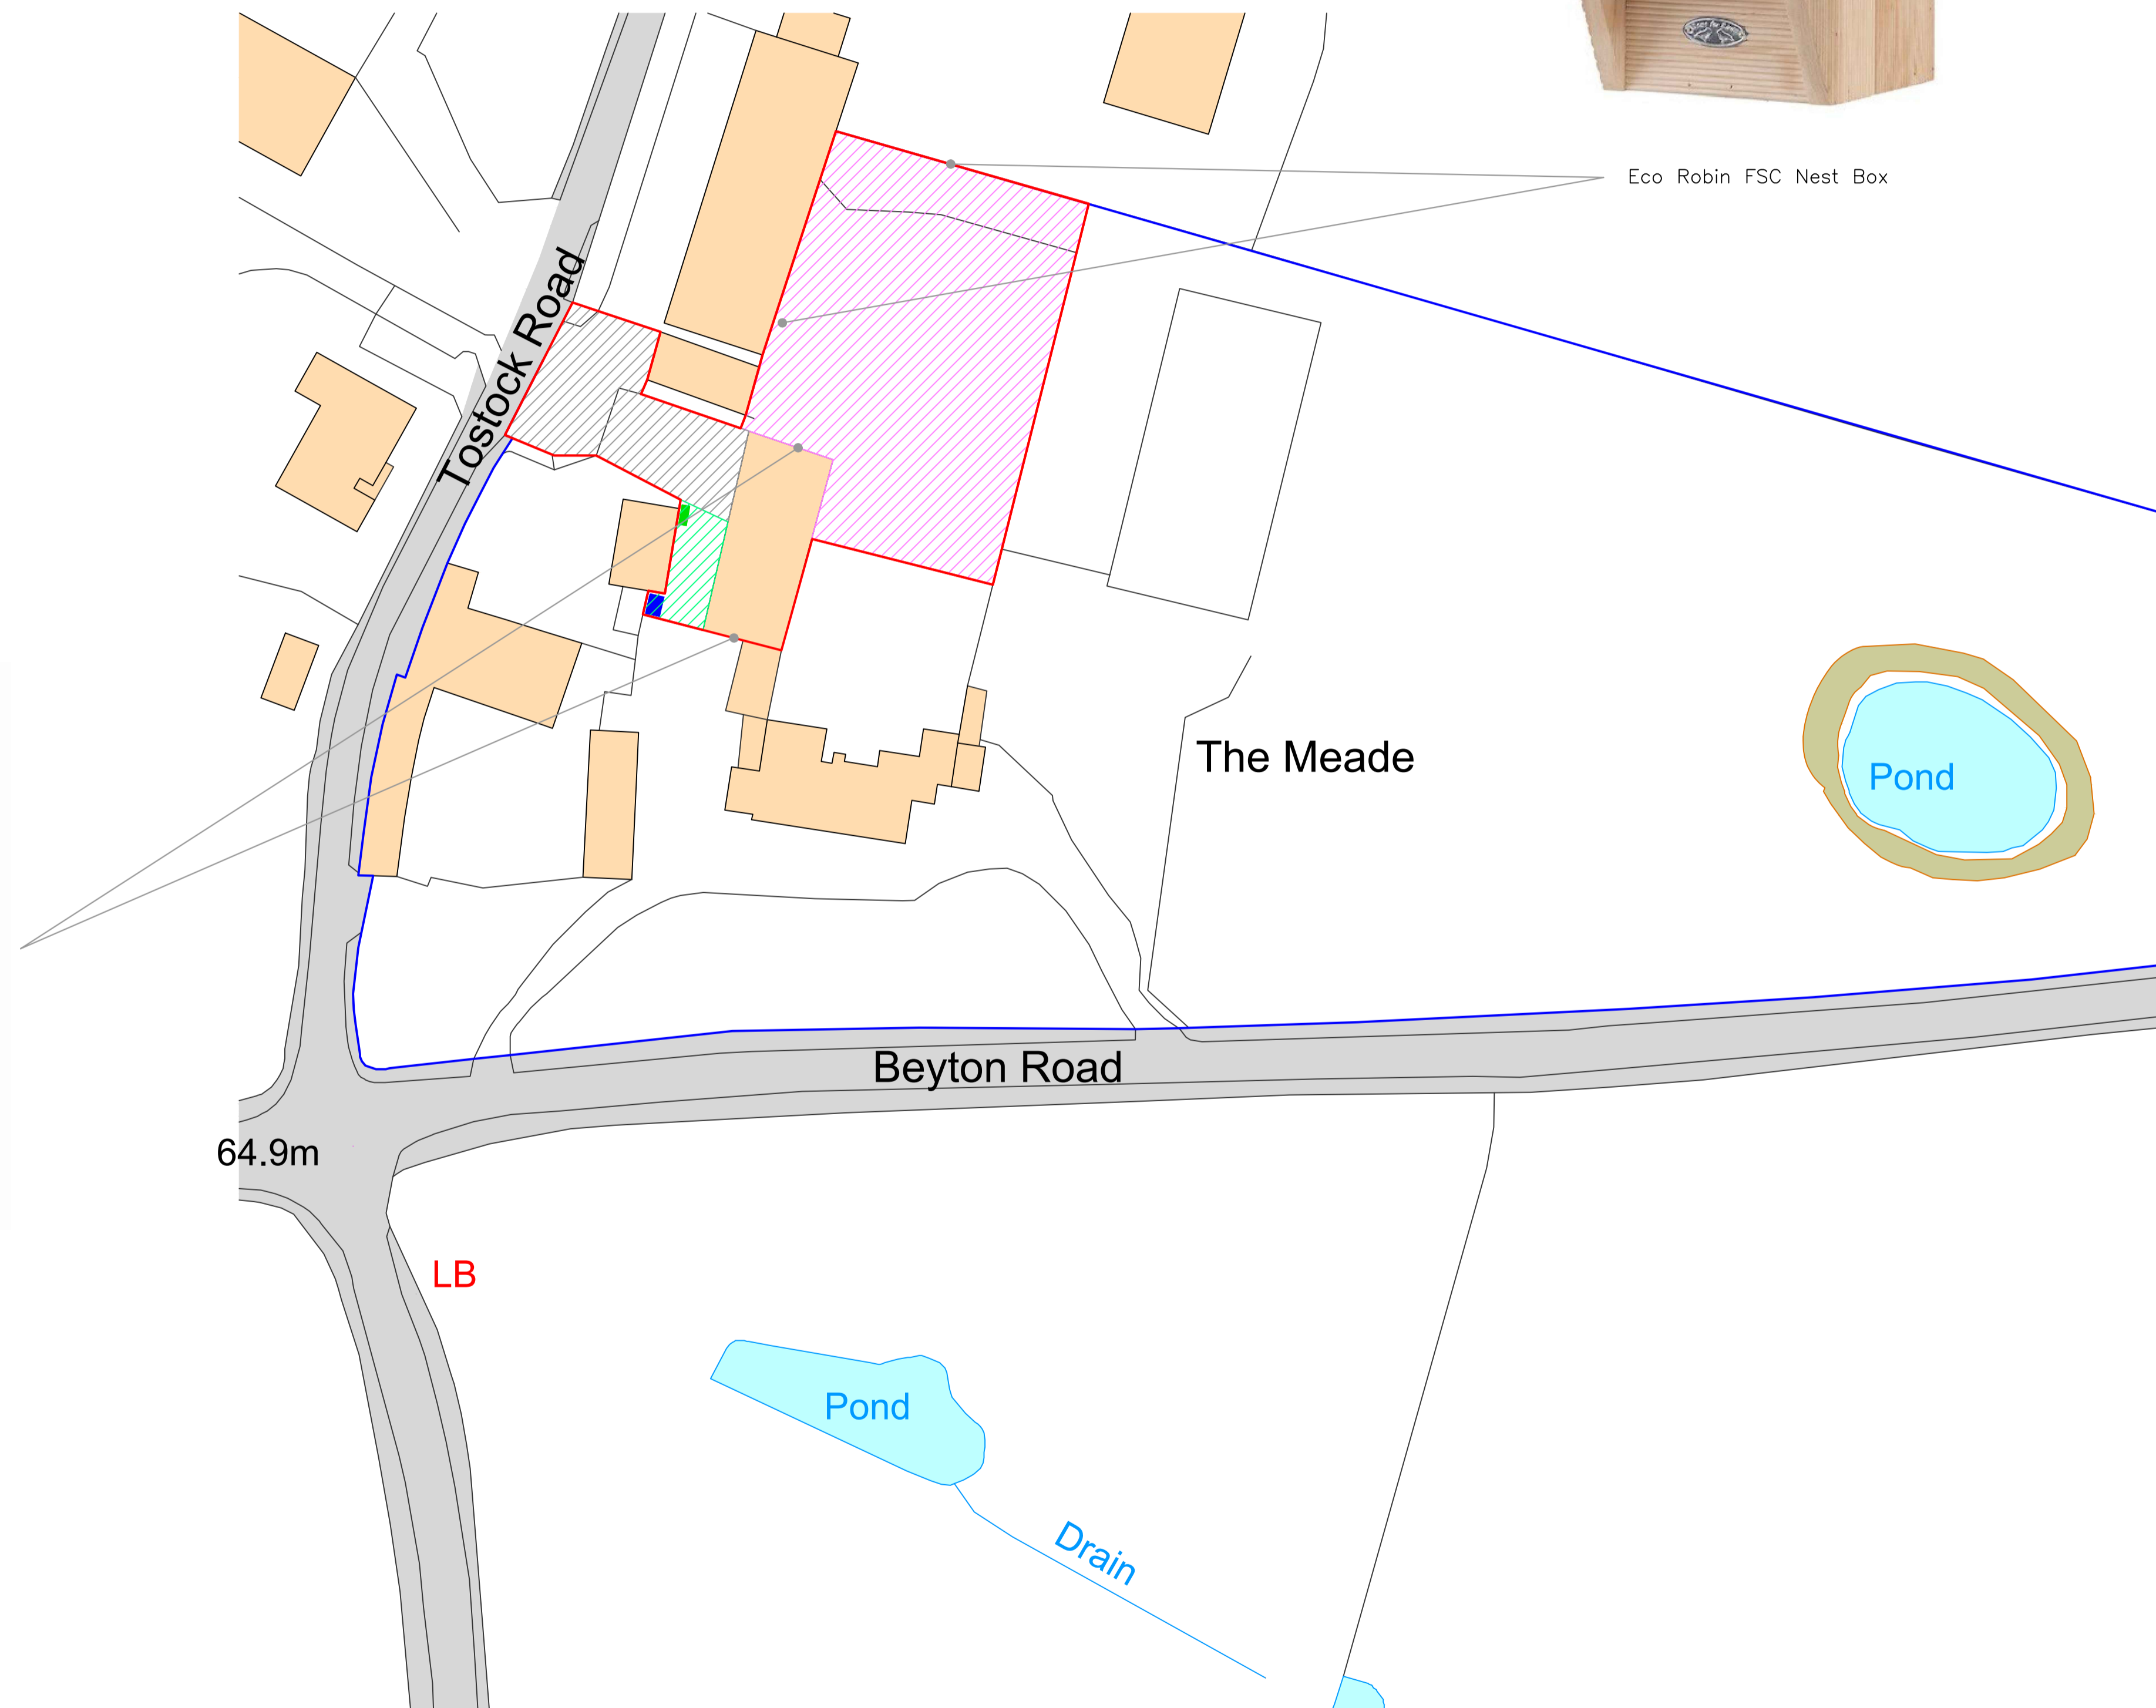 Eco Robin FSC Nest Box
Tostock Road
The Meade
Pond
Beyton Road
64.9m
LB
Pond
Drain